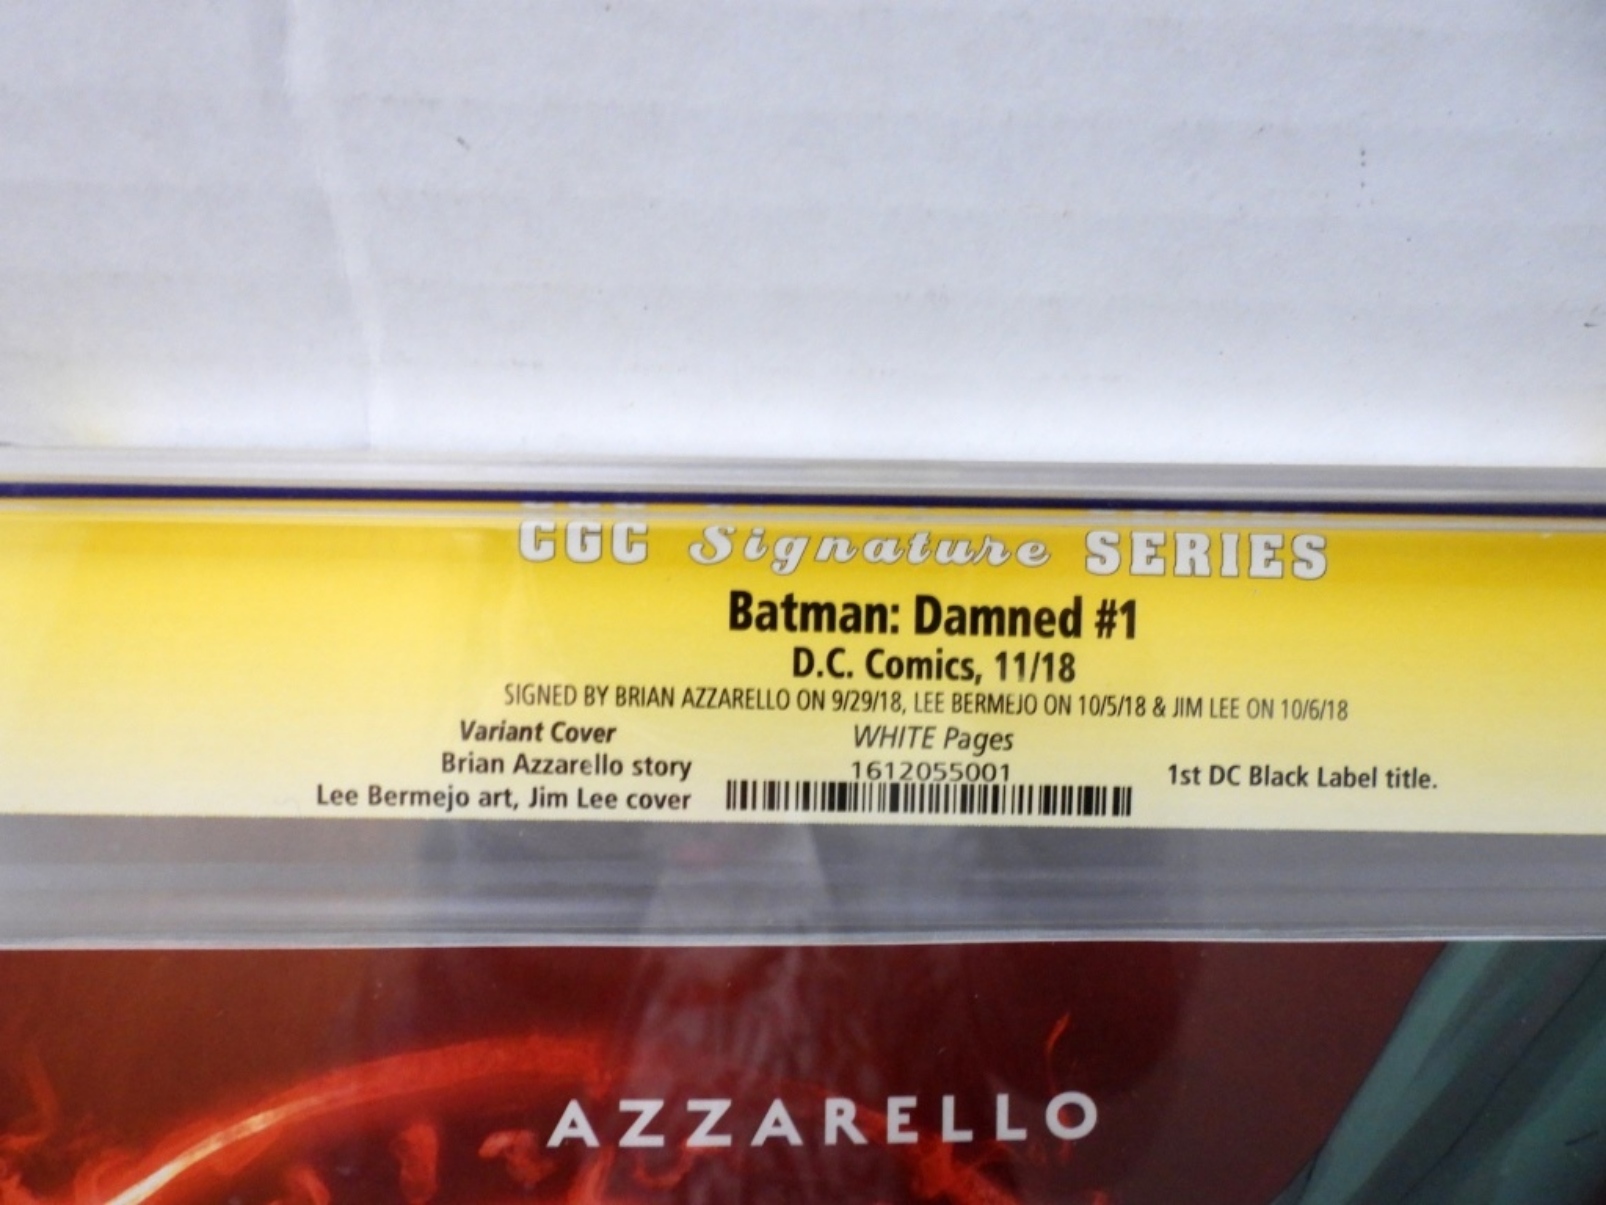 CGC Signature SERIES
Batman: Damned #1
D.C. Comics, 11/18
SIGNED BY BRIAN AZZARELLO ON 9/29/18, LEE BERMEJO ON 10/5/18 & JIM LEE ON 10/6/18
Variant Cover
Brian Azzarello story
Lee Bermejo art, Jim Lee cover
WHITE Pages
1612055001
1st DC Black Label title.
AZZARELLO